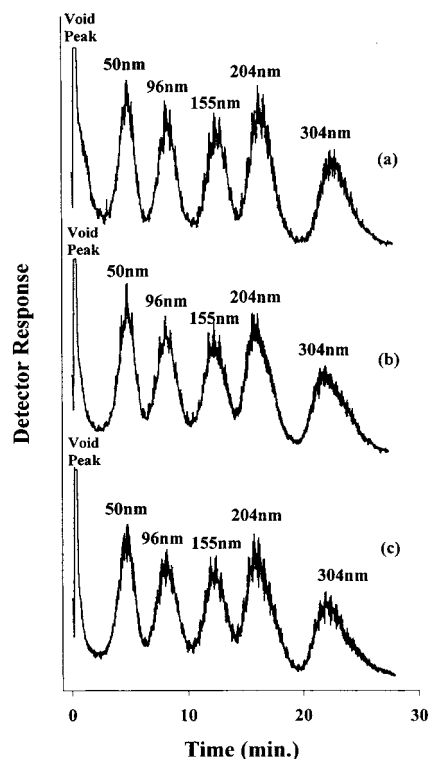 Void
Peak
50nm
96nm
155nm
204nm
304nm
(a)
Void
Peak
50nm
96nm
155nm
204nm
304nm
(b)
Void
Peak
50nm
96nm
155nm
204nm
304nm
(c)
Detector Response
0
10
20
30
Time (min.)